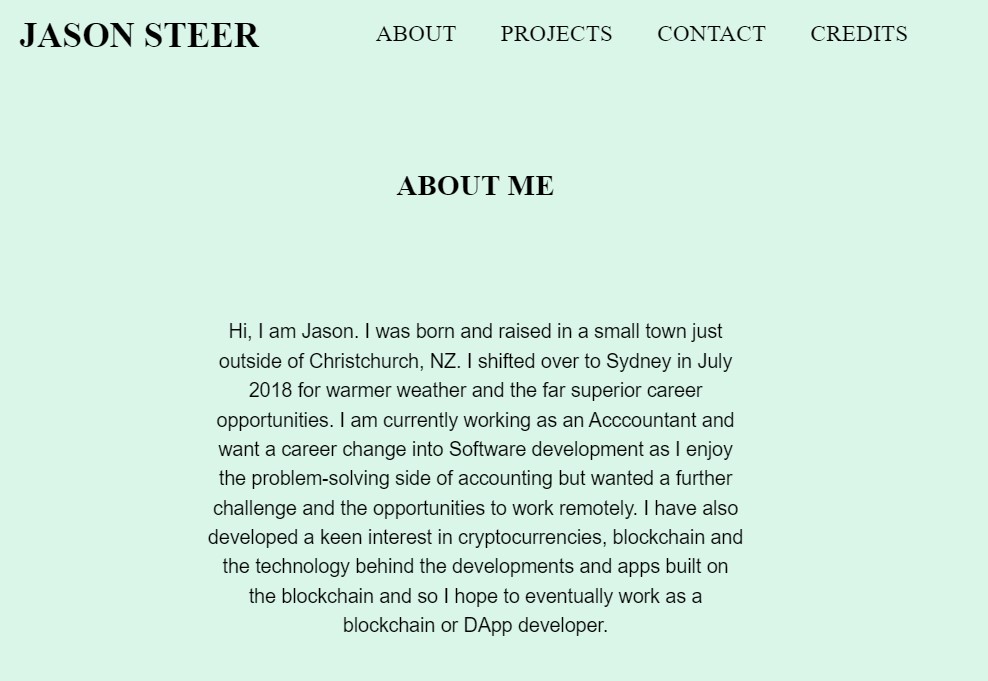 JASON STEER
ABOUT PROJECTS CONTACT CREDITS
ABOUT ME
Hi, I am Jason. I was born and raised in a small town just
outside of Christchurch, NZ. I shifted over to Sydney in July
2018 for warmer weather and the far superior career
opportunities. I am currently working as an Acccountant and
want a career change into Software development as I enjoy
the problem-solving side of accounting but wanted a further
challenge and the opportunities to work remotely. I have also
developed a keen interest in cryptocurrencies, blockchain and
the technology behind the developments and apps built on
the blockchain and so I hope to eventually work as a
blockchain or DApp developer.